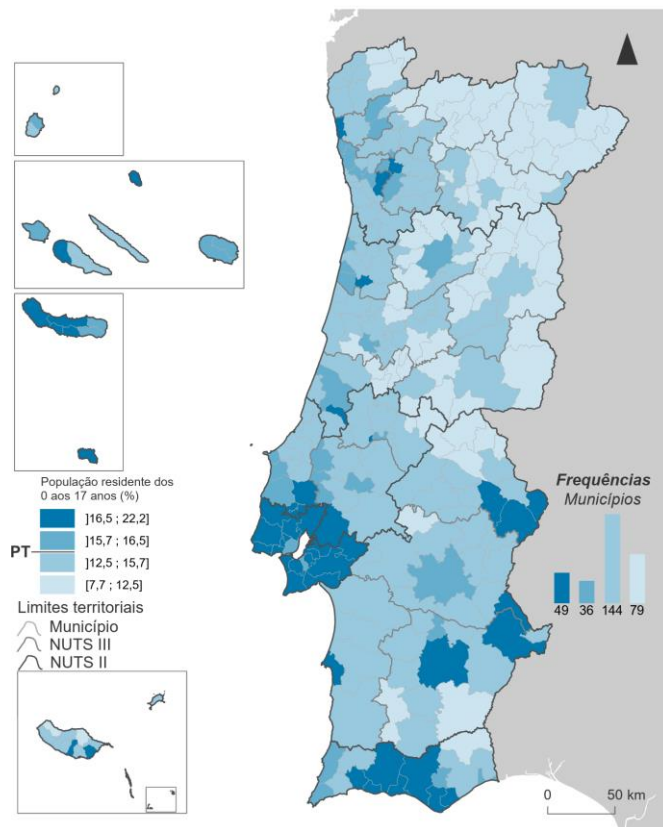 População residente dos
0 aos 17 anos (%)
]16,5 ; 22,2]
]15,7 ; 16,5]
PT
]12,5 ; 15,7]
[7,7 ; 12,5]
Limites territoriais
Município
NUTS III
NUTS II
Frequências
Municípios
49 36 144 79
0 50 km